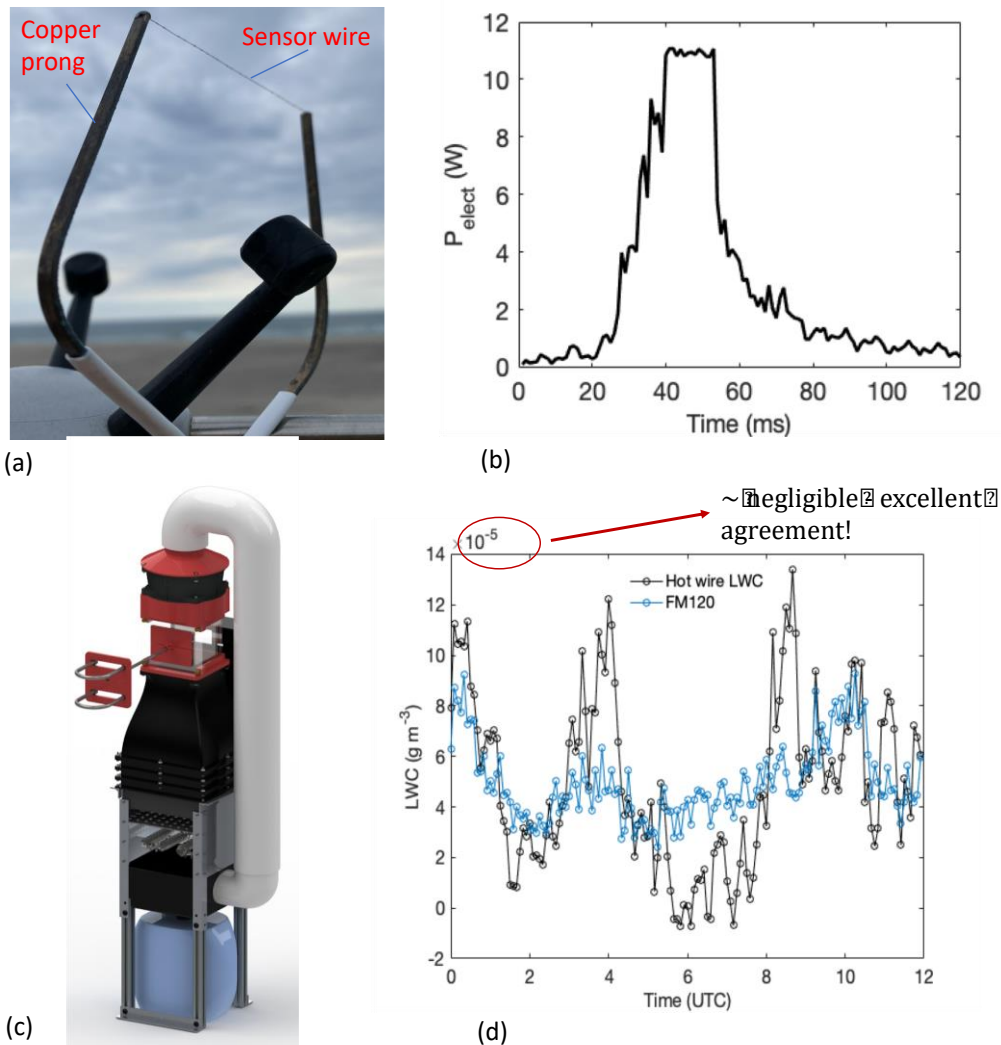 Copper
prong
Sensor wire
12
10
8
6
4
2
0
P_elect (W)
0 20 40 60 80 100 120
Time (ms)
(a)
(b)
~ negligible excellent
agreement!
× 10^-5
14
12
10
8
6
4
2
0
-2
LWC (g m^-3)
Hot wire LWC
FM120
0 2 4 6 8 10 12
Time (UTC)
(c)
(d)